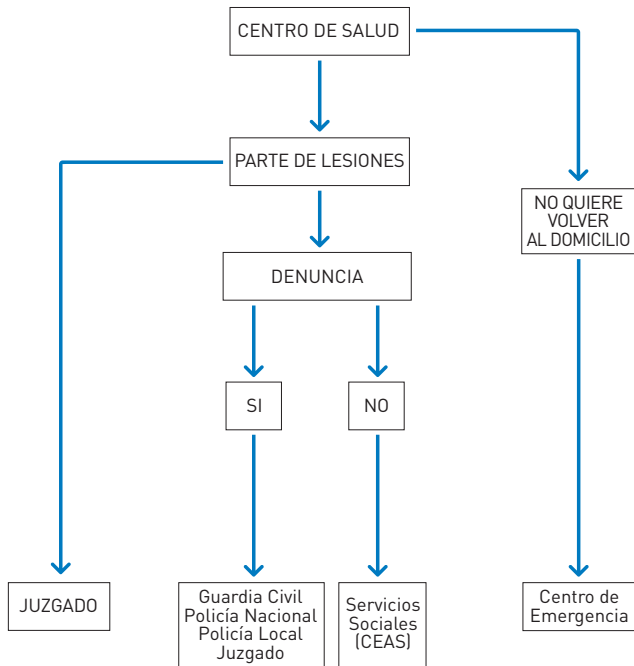 CENTRO DE SALUD
PARTE DE LESIONES
NO QUIERE
VOLVER
AL DOMICILIO
DENUNCIA
SI
NO
JUZGADO
Guardia Civil
Policía Nacional
Policía Local
Juzgado
Servicios
Sociales
(CEAS)
Centro de
Emergencia